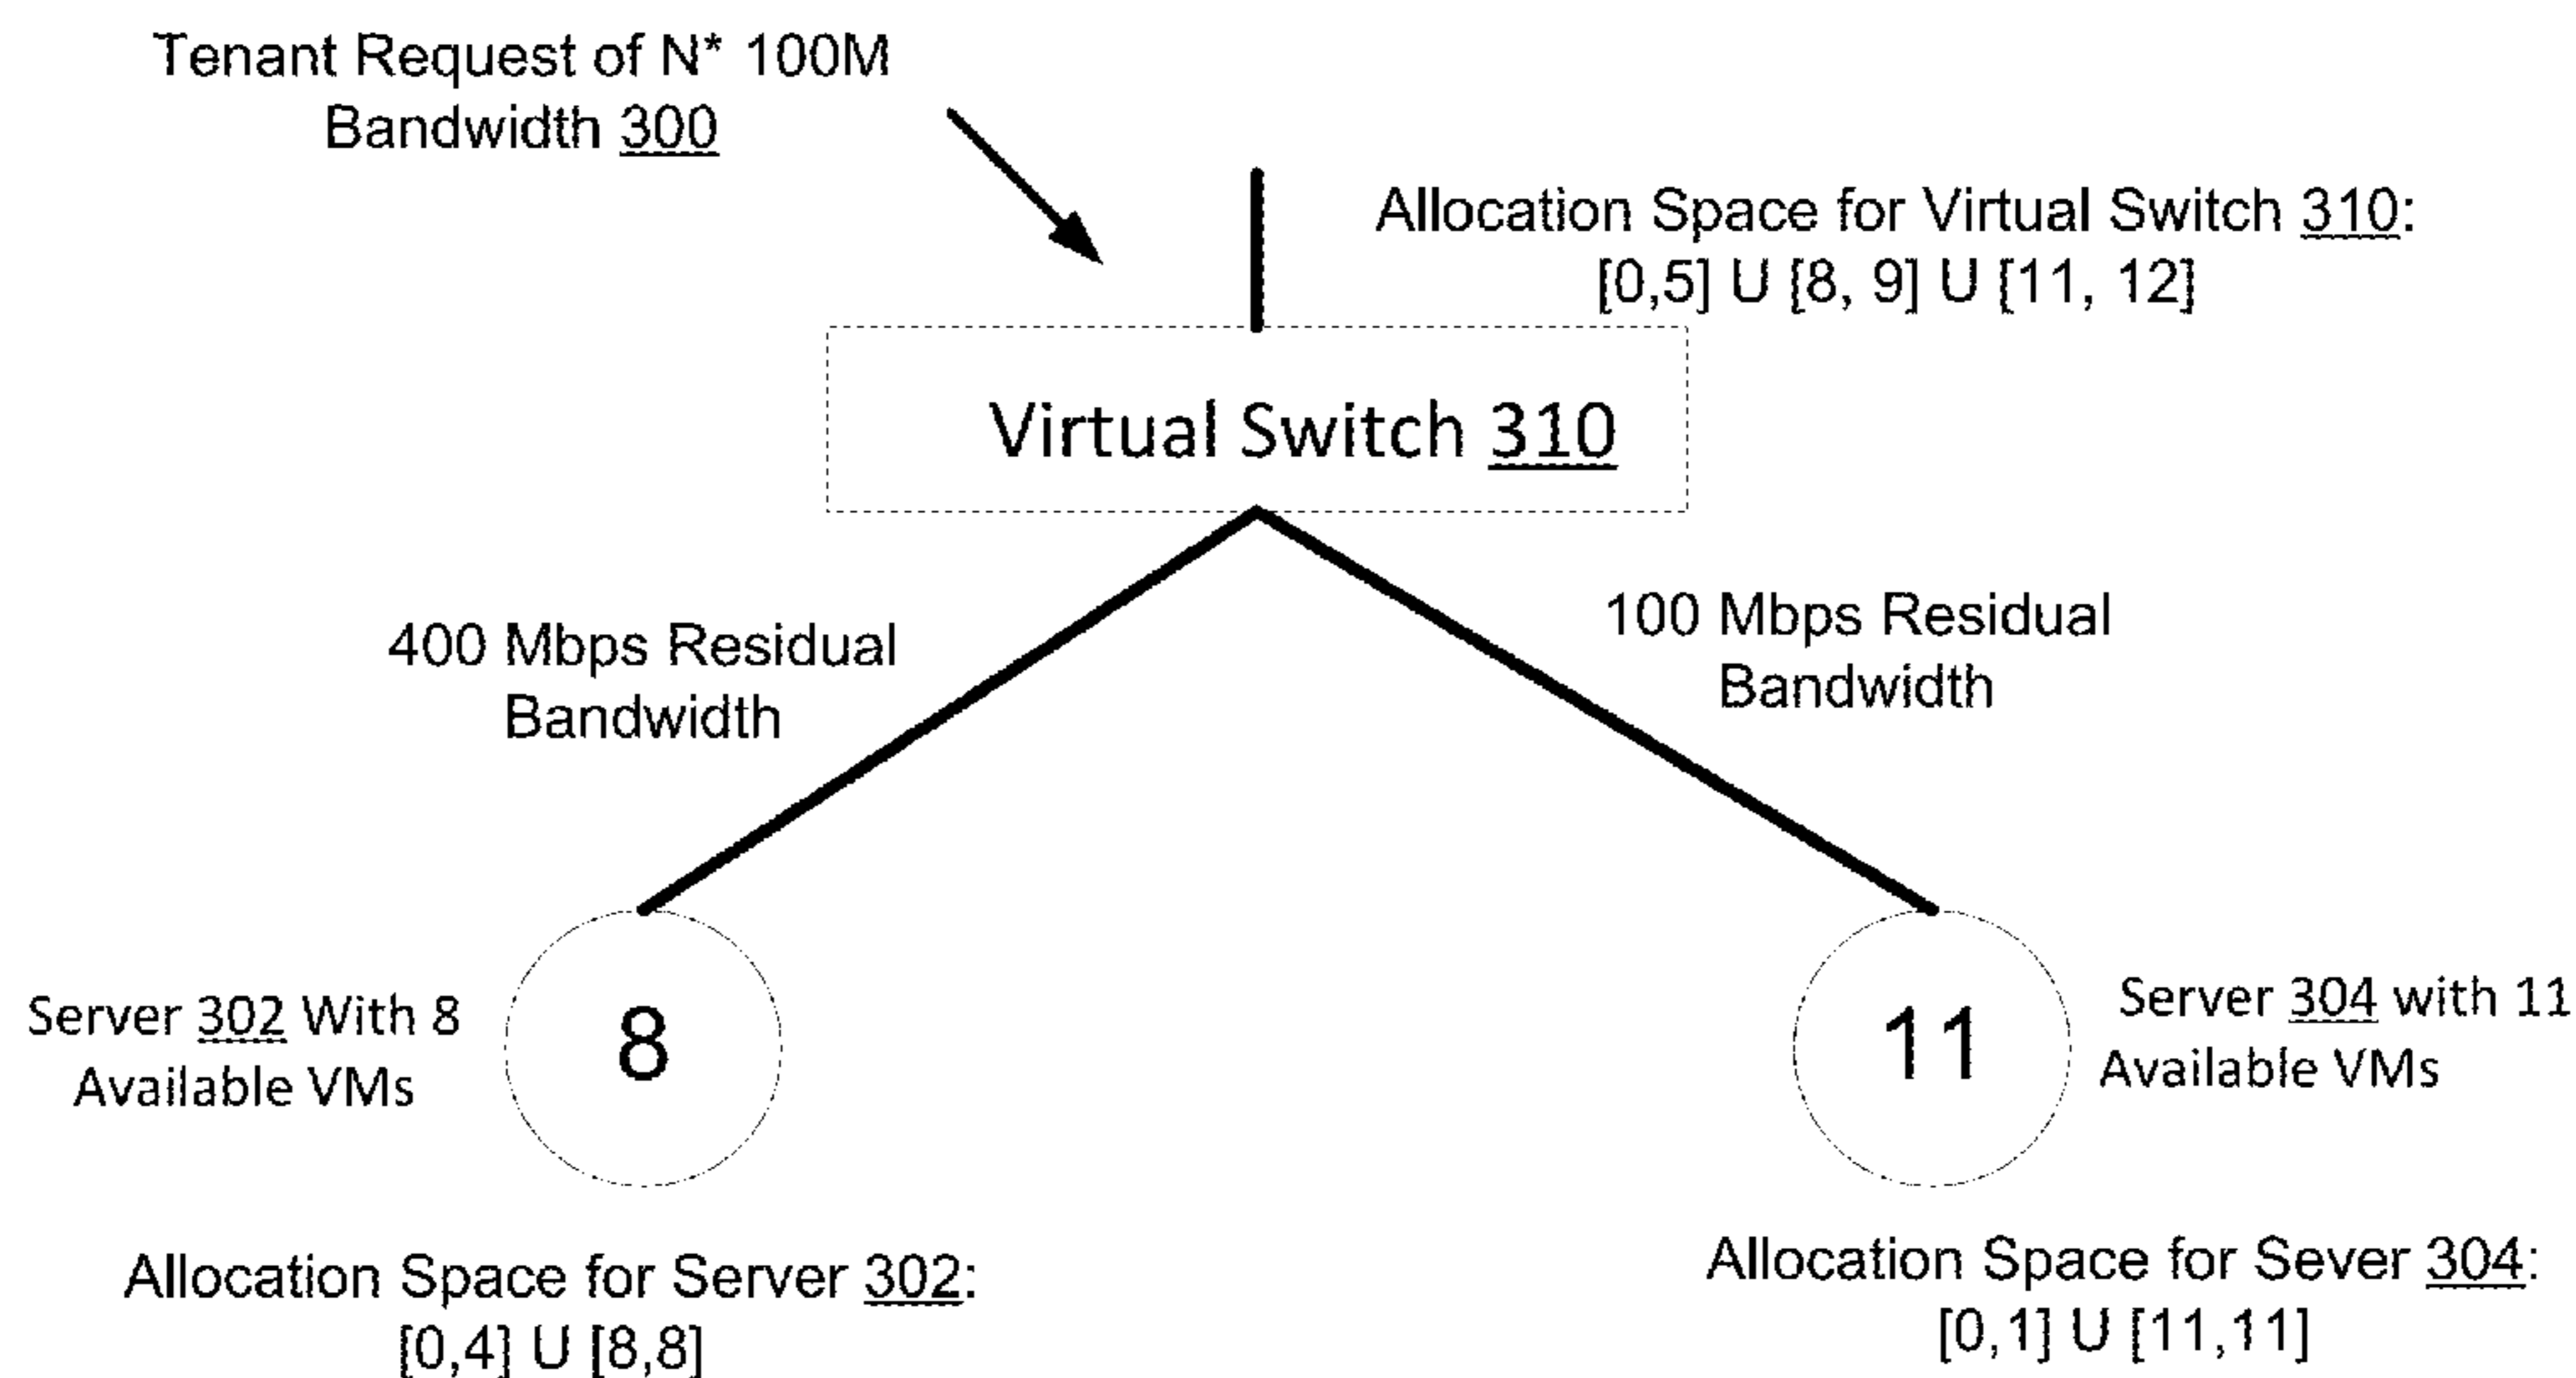 Tenant Request of N* 100M
Bandwidth 300
Allocation Space for Virtual Switch 310:
[0,5] U [8, 9] U [11, 12]
Virtual Switch 310
400 Mbps Residual
Bandwidth
100 Mbps Residual
Bandwidth
Server 302 With 8
Available VMs
8
11
Server 304 with 11
Available VMs
Allocation Space for Server 302:
[0,4] U [8,8]
Allocation Space for Sever 304:
[0,1] U [11,11]